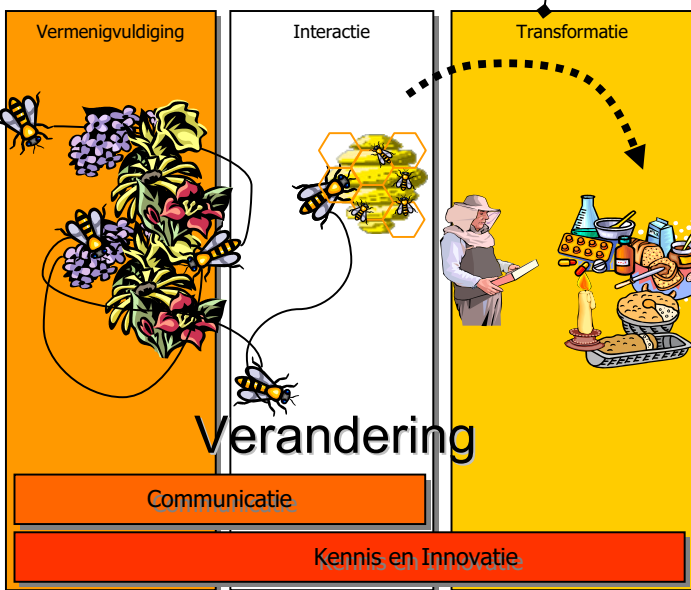 Vermenigvuldiging
Interactie
Transformatie
Verandering
Communicatie
Kennis en Innovatie